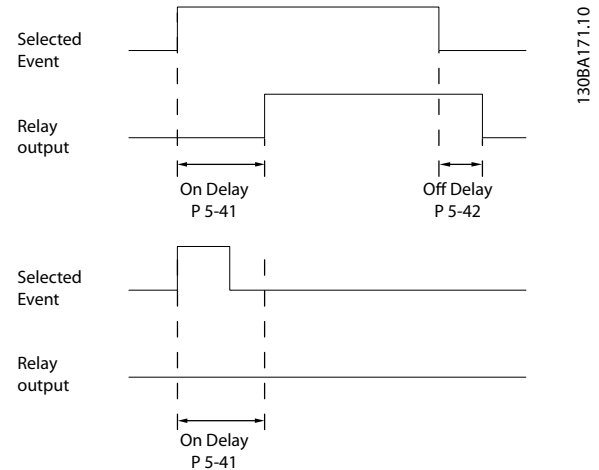 Selected
Event
Relay
output
On Delay
P 5-41
Off Delay
P 5-42
Selected
Event
Relay
output
On Delay
P 5-41
130BA171.10